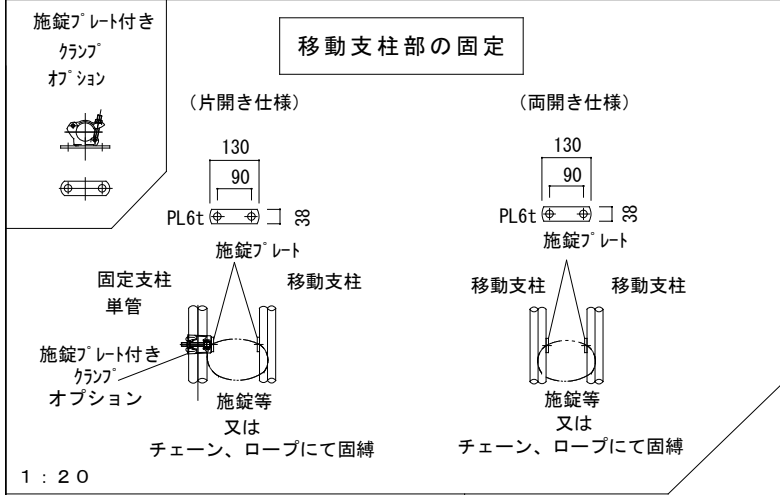 施錠ﾌﾟﾚｰﾄ付き
ｸﾗﾝﾌﾟ
ｵﾌﾟｼｮﾝ
移動支柱部の固定
(片開き仕様)
130
90
PL6t
38
施錠ﾌﾟﾚｰﾄ
固定支柱
単管
移動支柱
施錠ﾌﾟﾚｰﾄ付き
ｸﾗﾝﾌﾟ
オプション
施錠等
又は
チェーン、ロープにて固縛
(両開き仕様)
130
90
PL6t
38
施錠ﾌﾟﾚｰﾄ
移動支柱
移動支柱
施錠等
又は
チェーン、ロープにて固縛
1:20